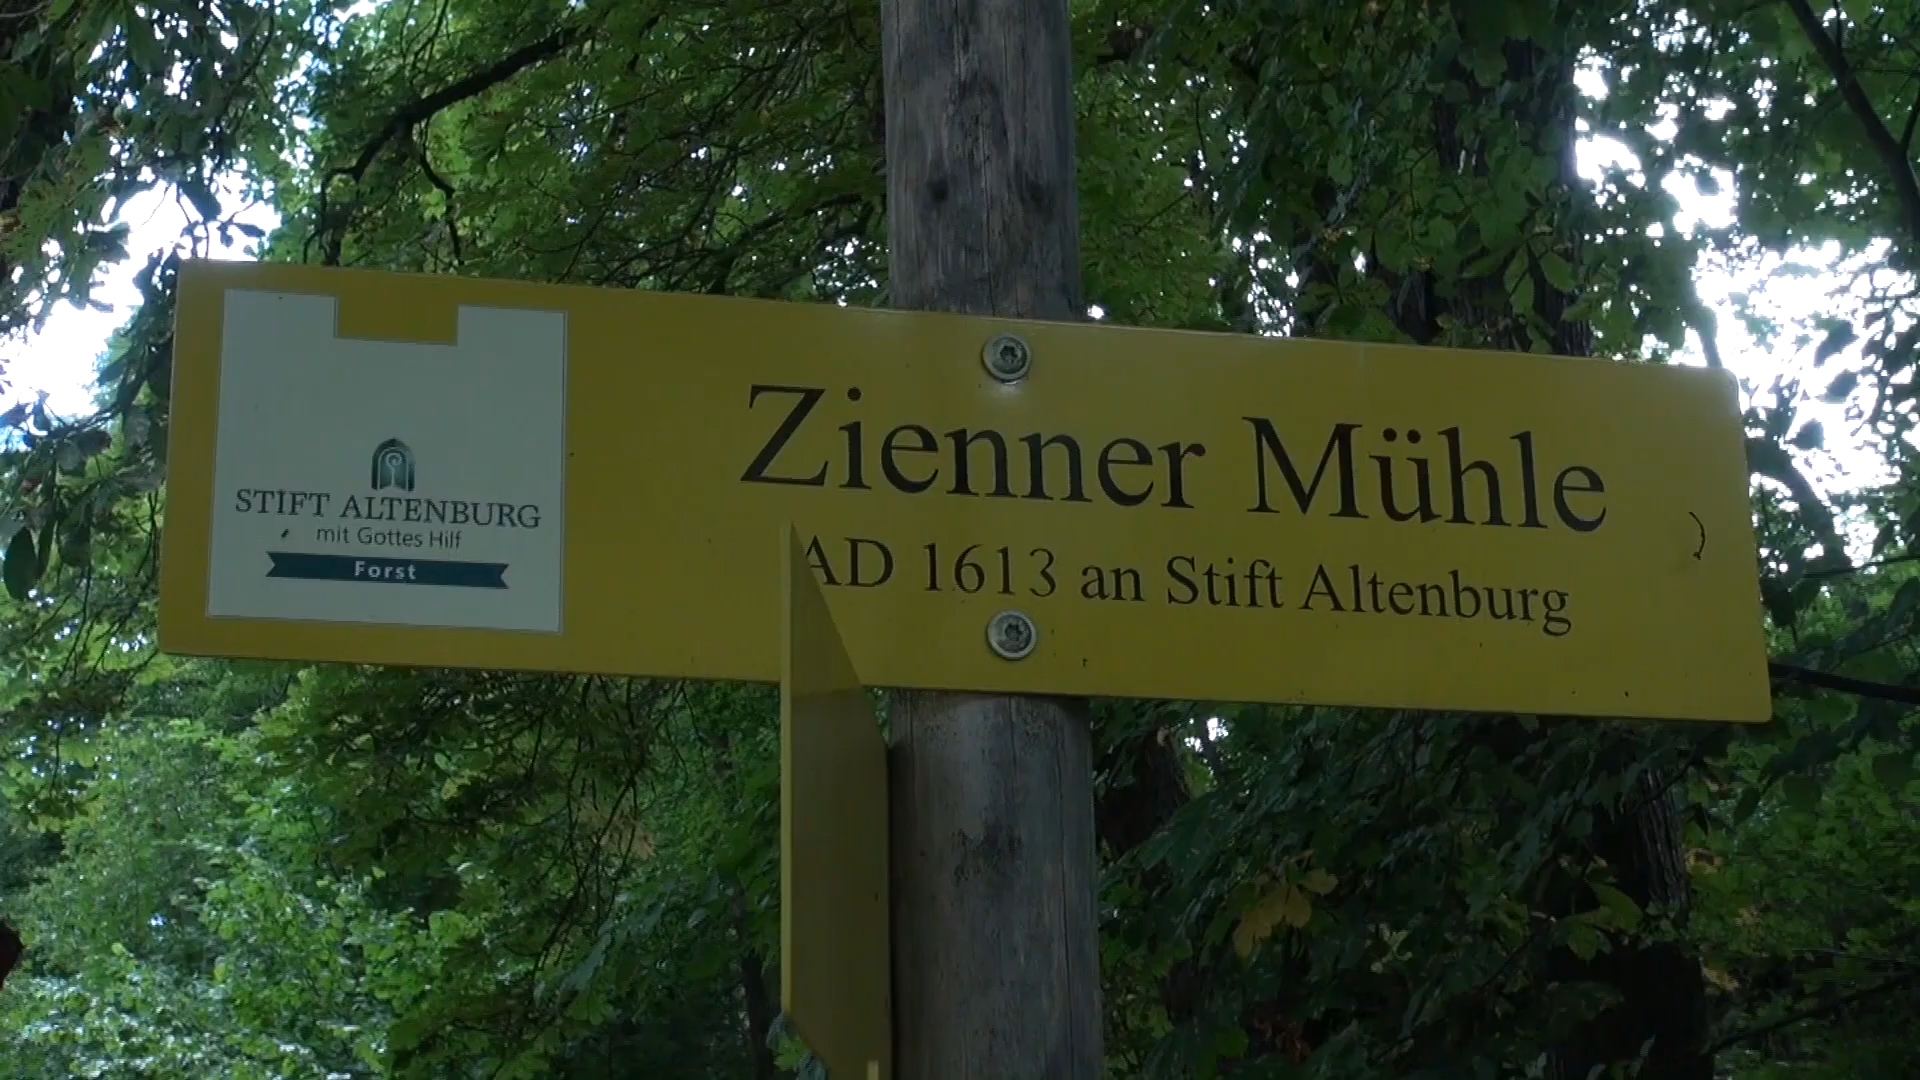 STIFT ALTENBURG
mit Gottes Hilf
Forst
Zienner Mühle
AD 1613 an Stift Altenburg